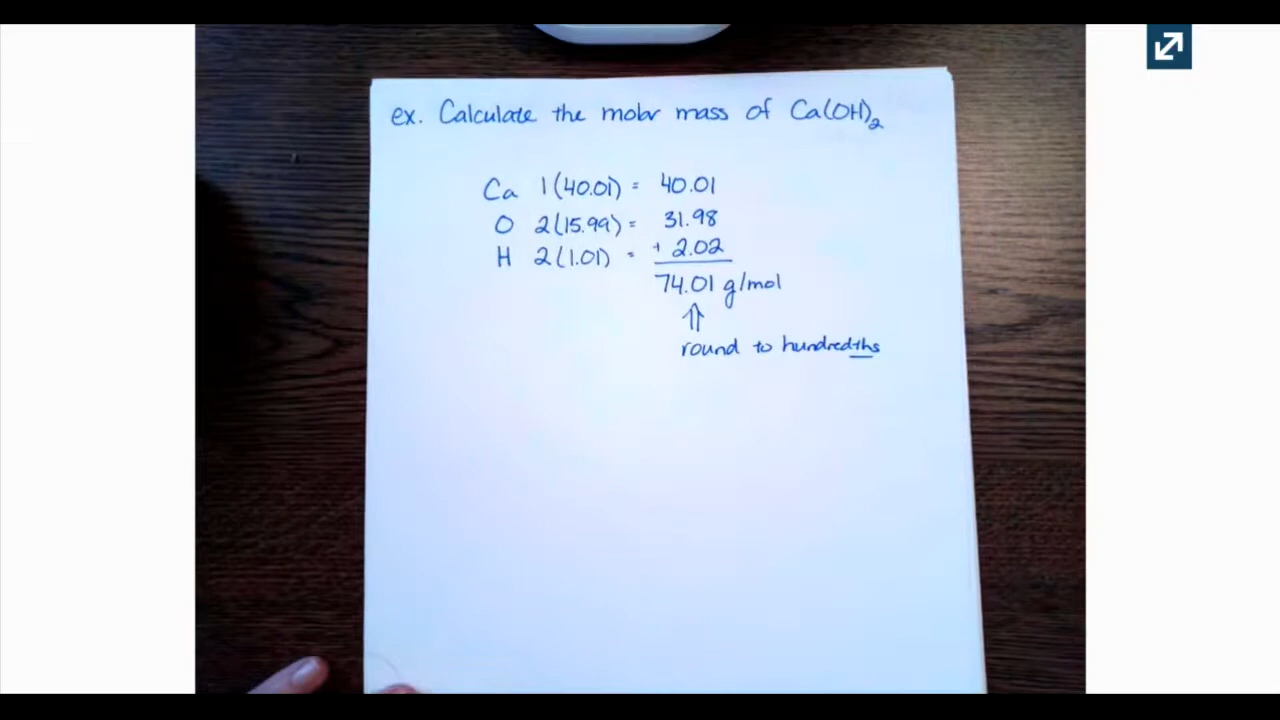 ex. Calculate the molar mass of Ca(OH)₂
Ca 1(40.01) = 40.01
O 2(15.99) = 31.98
H 2(1.01) = + 2.02
74.01 g/mol
round to hundredths